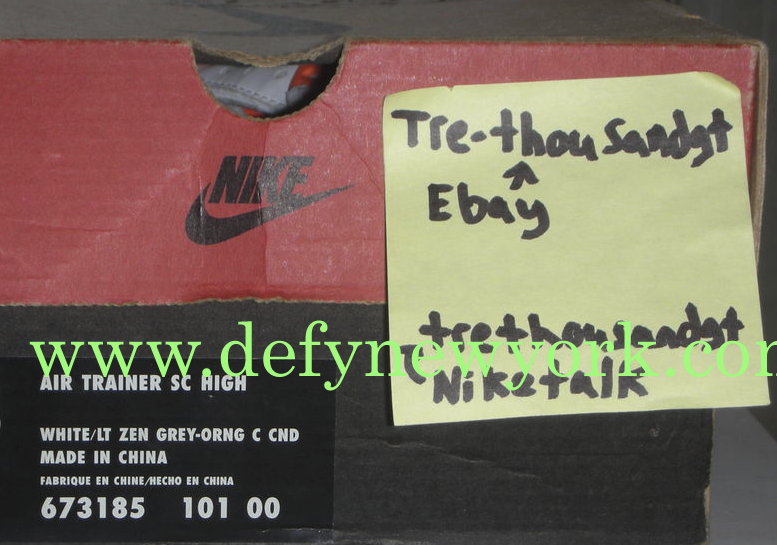 NIKE
Tre-thousandgt
Ebay
trethousandgt
Niketalk
www.defynewyork.com
AIR TRAINER SC HIGH
WHITE/LT ZEN GREY-ORNG C CND
MADE IN CHINA
FABRIQUE EN CHINE/HECHO EN CHINA
673185 101 00